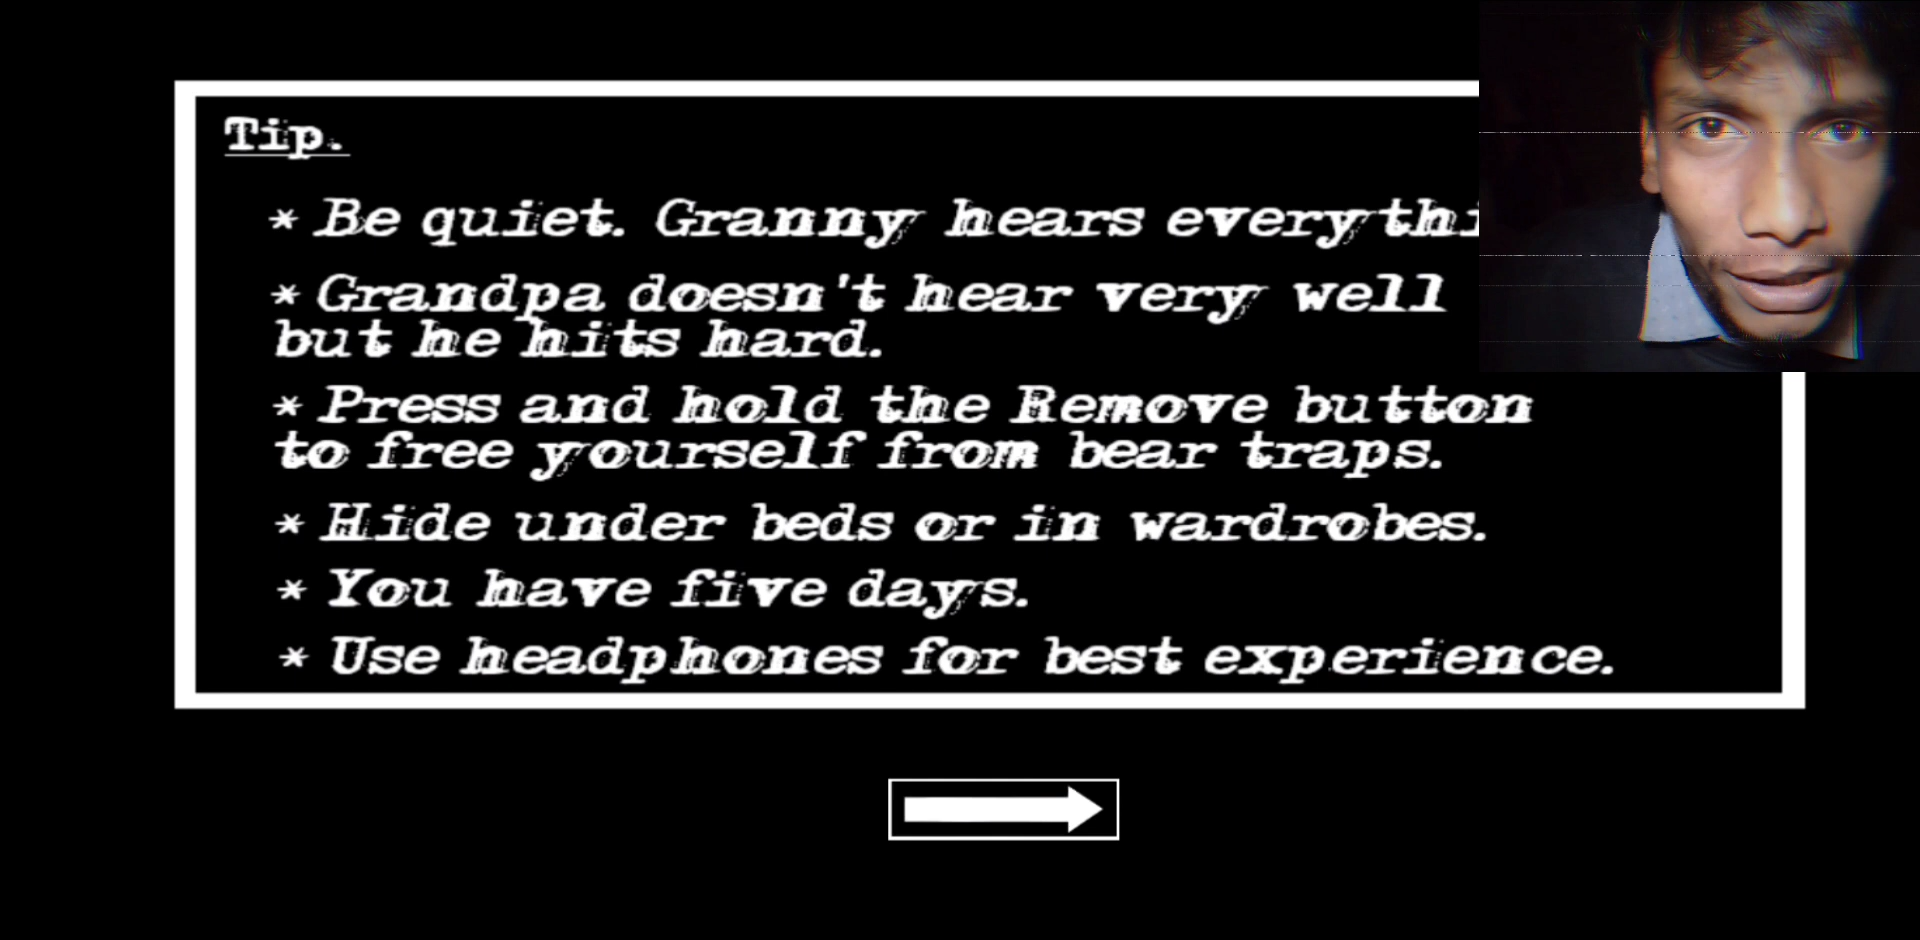 Tip.
* Be quiet. Granny hears
* Grandpa doesn't hear very well
but he hits hard.
* Press and hold the Remove button
to free yourself from bear traps.
* Hide under beds or in wardrobes.
* You have five days.
* Use headphones for best experience.